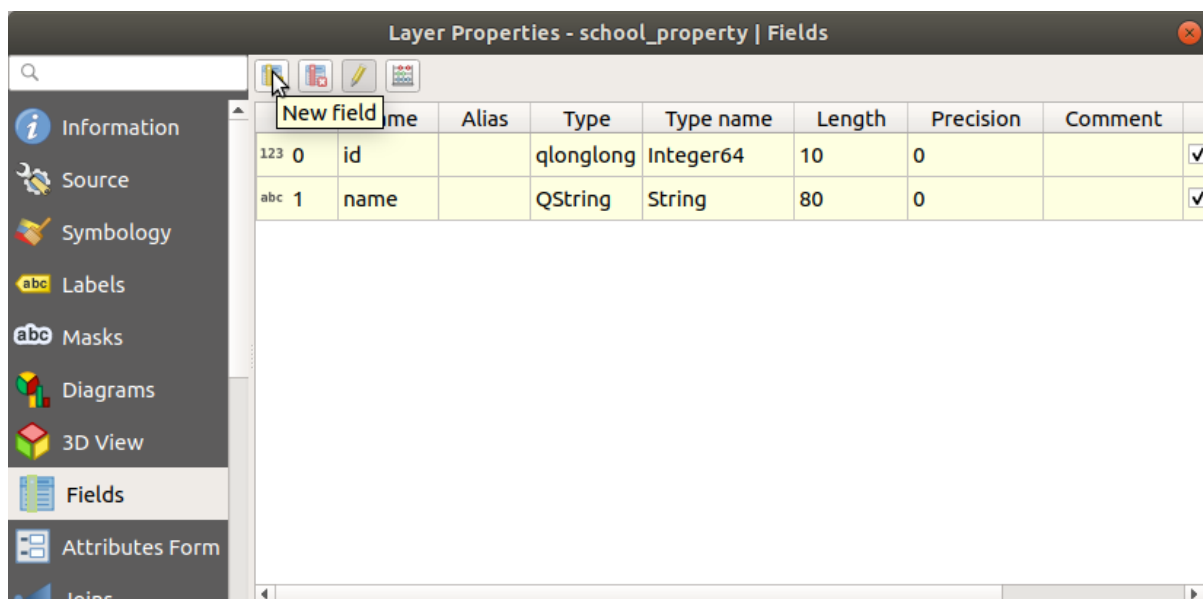 Layer Properties - school_property | Fields
New field
me Alias Type Type name Length Precision Comment
123 0 id qlonglong Integer64 10 0
abc 1 name QString String 80 0
Information
Source
Symbology
abc Labels
abc Masks
Diagrams
3D View
Fields
Attributes Form
Joins